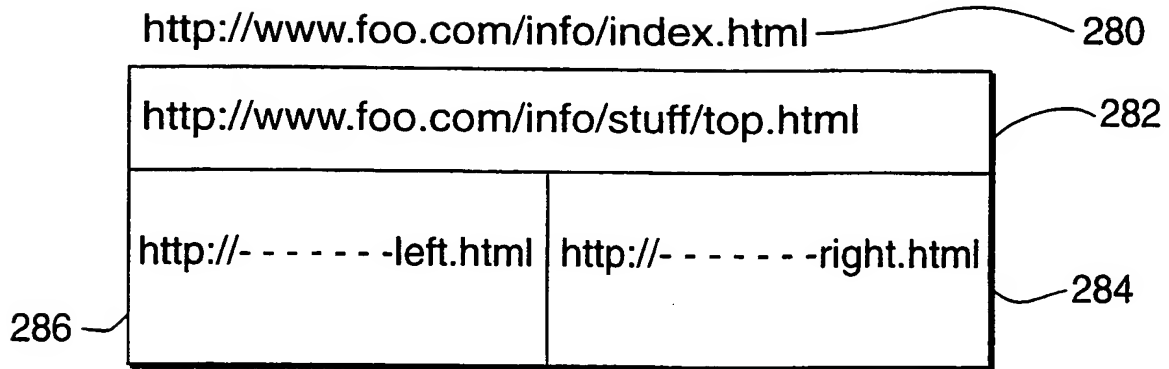 http://www.foo.com/info/index.html 280
http://www.foo.com/info/stuff/top.html 282
http://- - - - - - -left.html http://- - - - - - -right.html
284
286